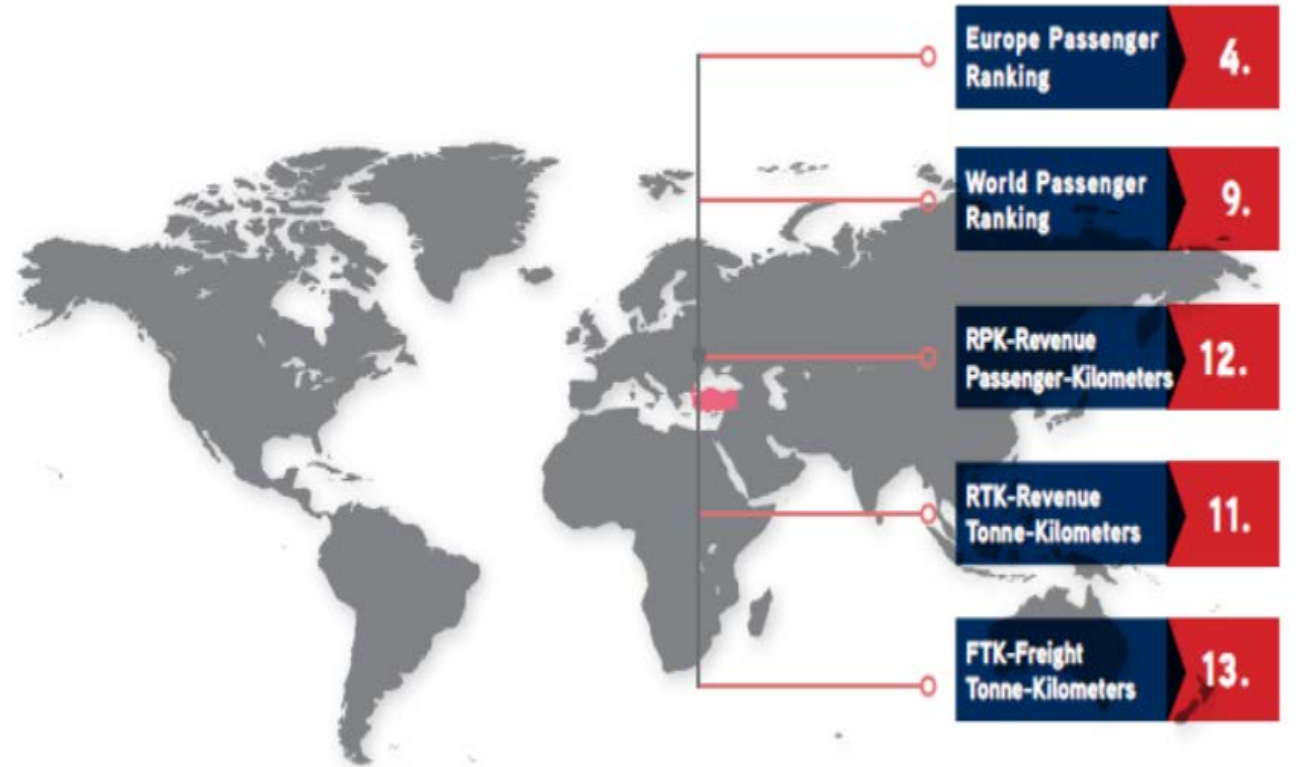 Europe Passenger
Ranking
4.
World Passenger
Ranking
9.
RPK-Revenue
Passenger-Kilometers
12.
RTK-Revenue
Tonne-Kilometers
11.
FTK-Freight
Tonne-Kilometers
13.